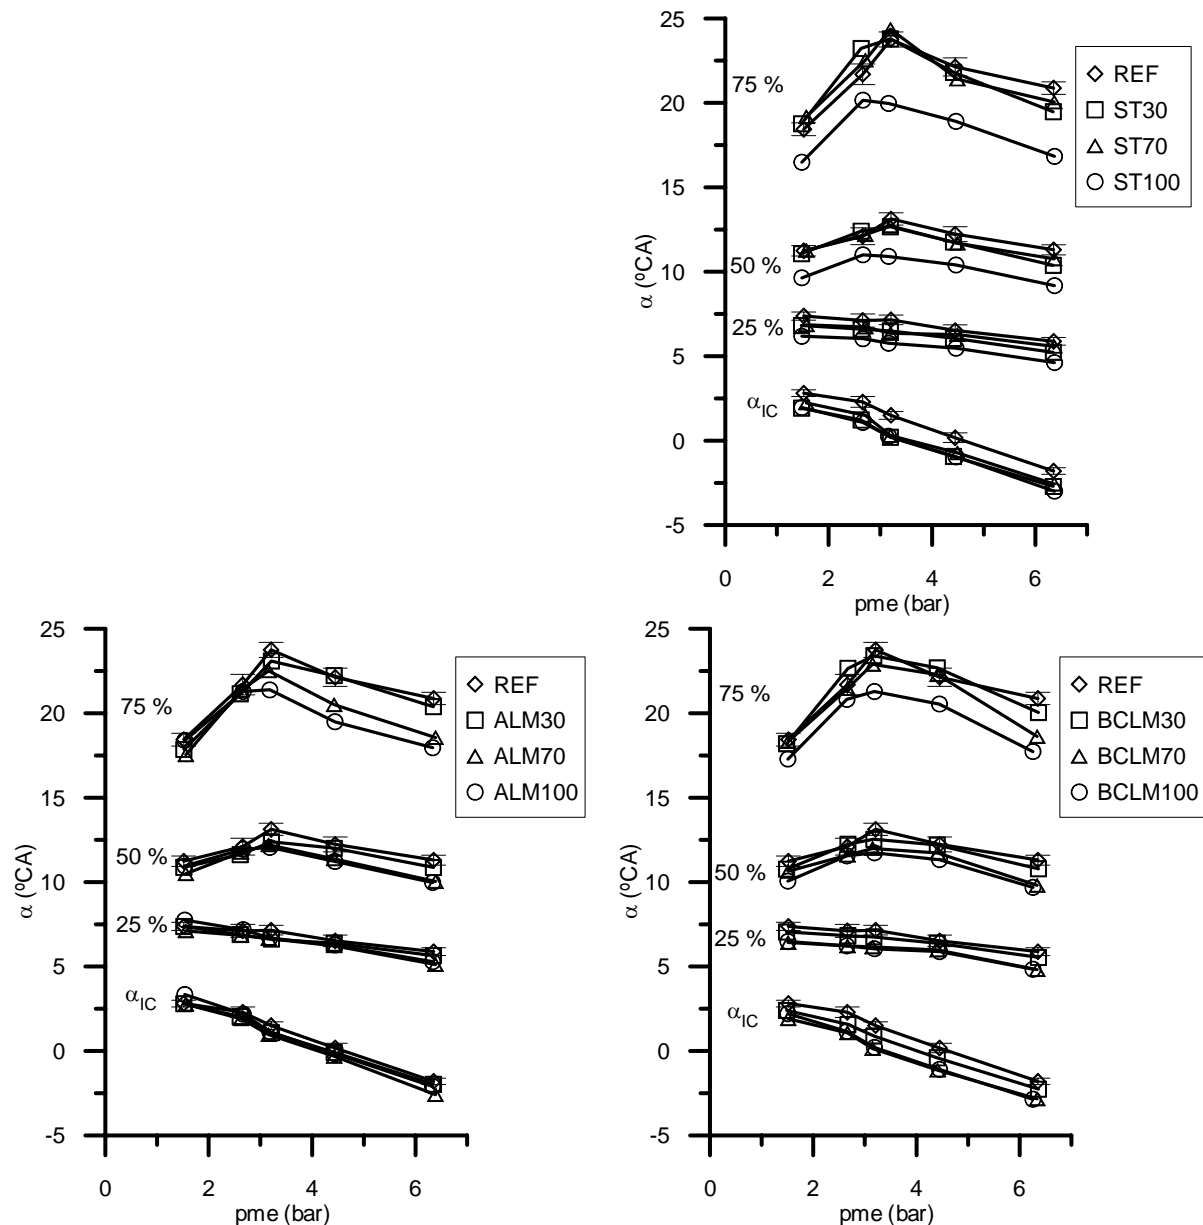 25
20
15
10
5
0
-5
α (ºCA)
75 %
50 %
25 %
αIC
0 2 4 6
pme (bar)
REF
ST30
ST70
ST100
25
20
15
10
5
0
-5
α (ºCA)
75 %
50 %
25 %
αIC
0 2 4 6
pme (bar)
REF
ALM30
ALM70
ALM100
25
20
15
10
5
0
-5
α (ºCA)
75 %
50 %
25 %
αIC
0 2 4 6
pme (bar)
REF
BCLM30
BCLM70
BCLM100